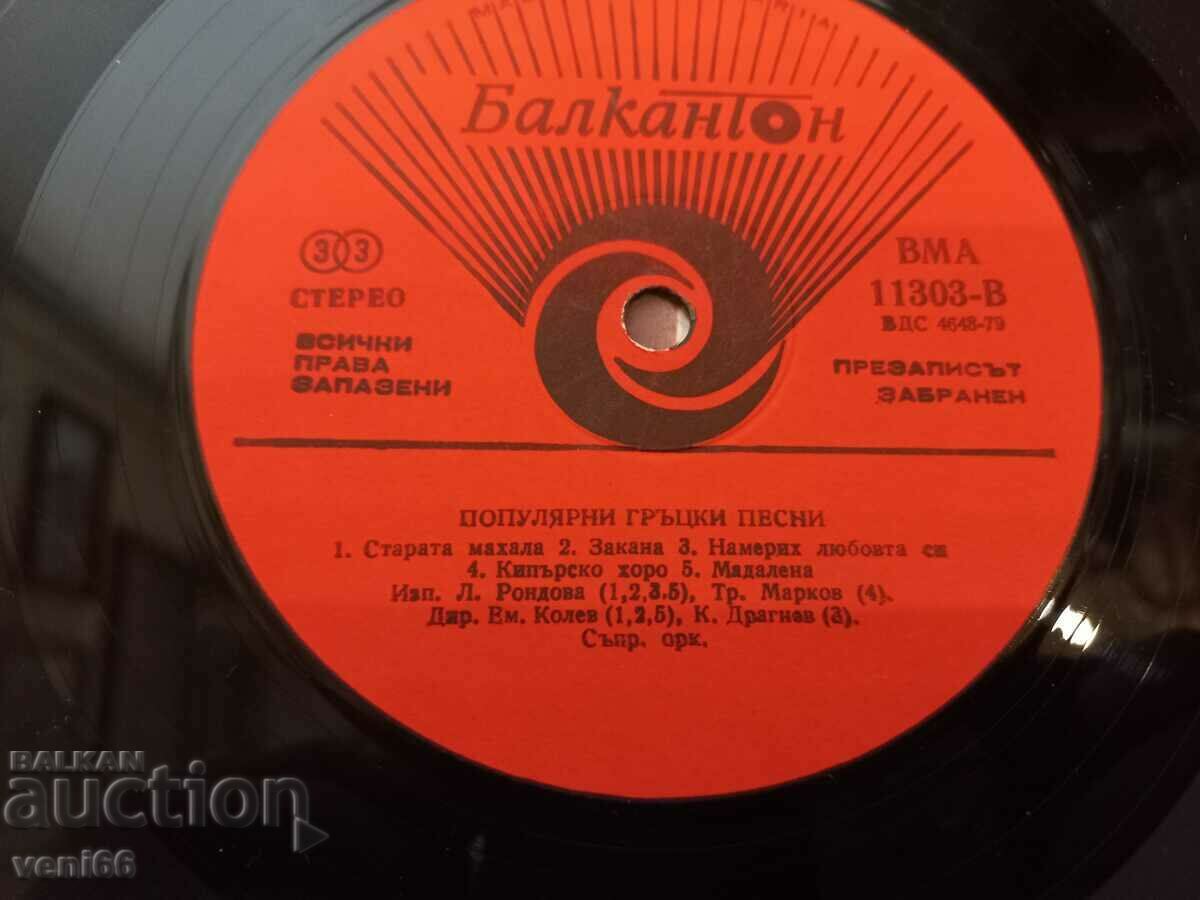 Балкантон
33
СТЕРЕО
ВСИЧКИ
ПРАВА
ЗАПАЗЕНИ
ВМА
11303-В
ВДС 4648-79
ПРЕЗАПИСЪТ
ЗАБРАНЕН
ПОПУЛЯРНИ ГРЪЦКИ ПЕСНИ
1. Старата махала 2. Закана 3. Намерих любовта си
4. Кипърско хоро 5. Мадалена
Изп. Л. Рондова (1,2,3.5), Тр. Марков (4).
Дир. Ем. Колев (1,2,5), К. Драгнев (3).
Съпр. орк.
BALKAN
auction
veni66